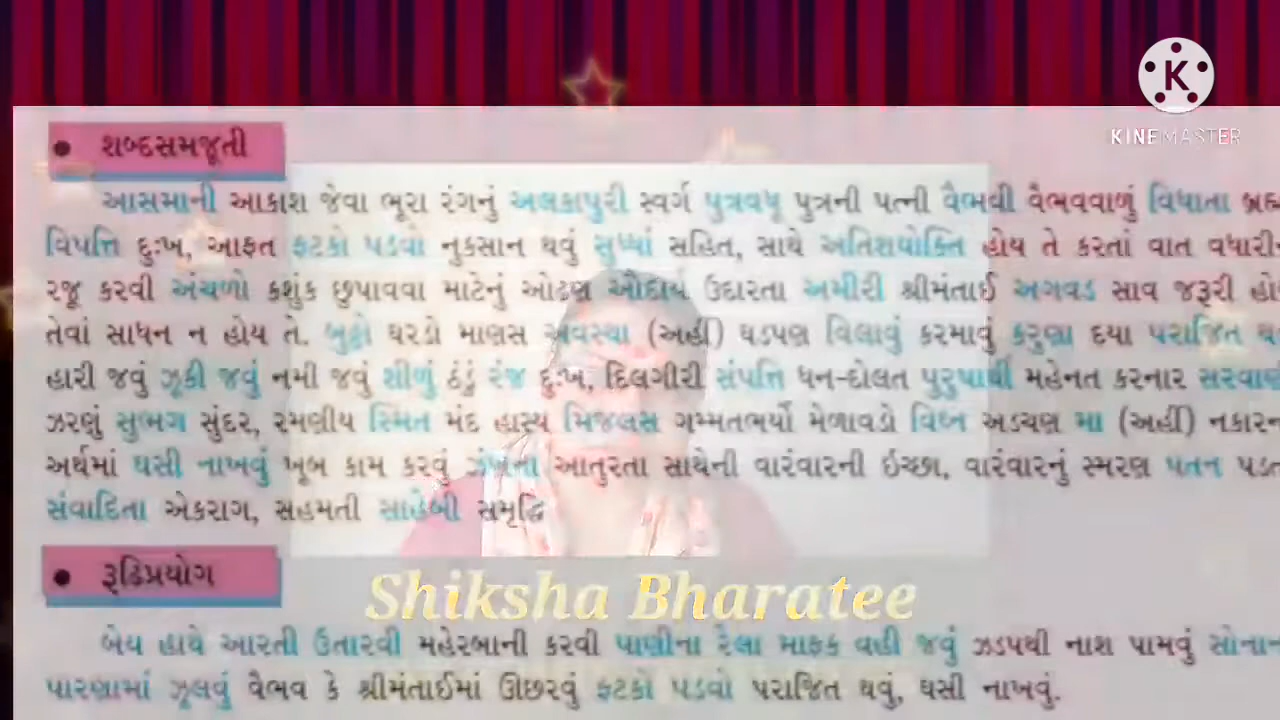 KINEMASTER
• શબ્દસમજૂતી
આસમાની આકાશ જેવા ભૂરા રંગનું અલકાપુરી સ્વર્ગ પુત્રવધૂ પુત્રની પત્ની વૈભવી વૈભવવાળું વિધાતા
વિપત્તિ દુઃખ, આફત ફટકો પડવો નુકસાન થવું સુધ્ધાં સહિત, સાથે અતિશયોક્તિ હોય તે કરતાં વાત
રજૂ કરવી અંચળો કશુંક છુપાવવા માટેનું ઓઢણ ઔદાર્ય ઉદારતા અમીરી શ્રીમંતાઈ અગવડ સાવ જરૂરી
તેવાં સાધન ન હોય તે. બુઢ્ઢો ઘરડો માણસ અવસ્થા (અહીં) ઘડપણ વિલાવું કરમાવું કરુણા દયા પરાજિત
હારી જવું ઝૂકી જવું નમી જવું શીળું ઠંડું રંજ દુઃખ, દિલગીરી સંપત્તિ ધન-દોલત પુરુષાર્થી મહેનત કરનાર
ઝરણું સુભગ સુંદર, રમણીય સ્મિત મંદ હાસ્ય મિજલસ ગમ્મતભર્યો મેળાવડો વિઘ્ન અડચણ મા (અહીં)
અર્થમાં ઘસી નાખવું ખૂબ કામ કરવું ઝંખના આતુરતા સાથેની વારંવારની ઇચ્છા, વારંવારનું સ્મરણ પતન
સંવાદિતા એકરાગ, સહમતી સાહેબી સમૃદ્ધિ
• રૂઢિપ્રયોગ
Shiksha Bharatee
બેય હાથે આરતી ઉતારવી મહેરબાની કરવી પાણીના રેલા માફક વહી જવું ઝડપથી નાશ પામવું
પારણામાં ઝૂલવું વૈભવ કે શ્રીમંતાઈમાં ઊછરવું ફટકો પડવો પરાજિત થવું, ઘસી નાખવું.